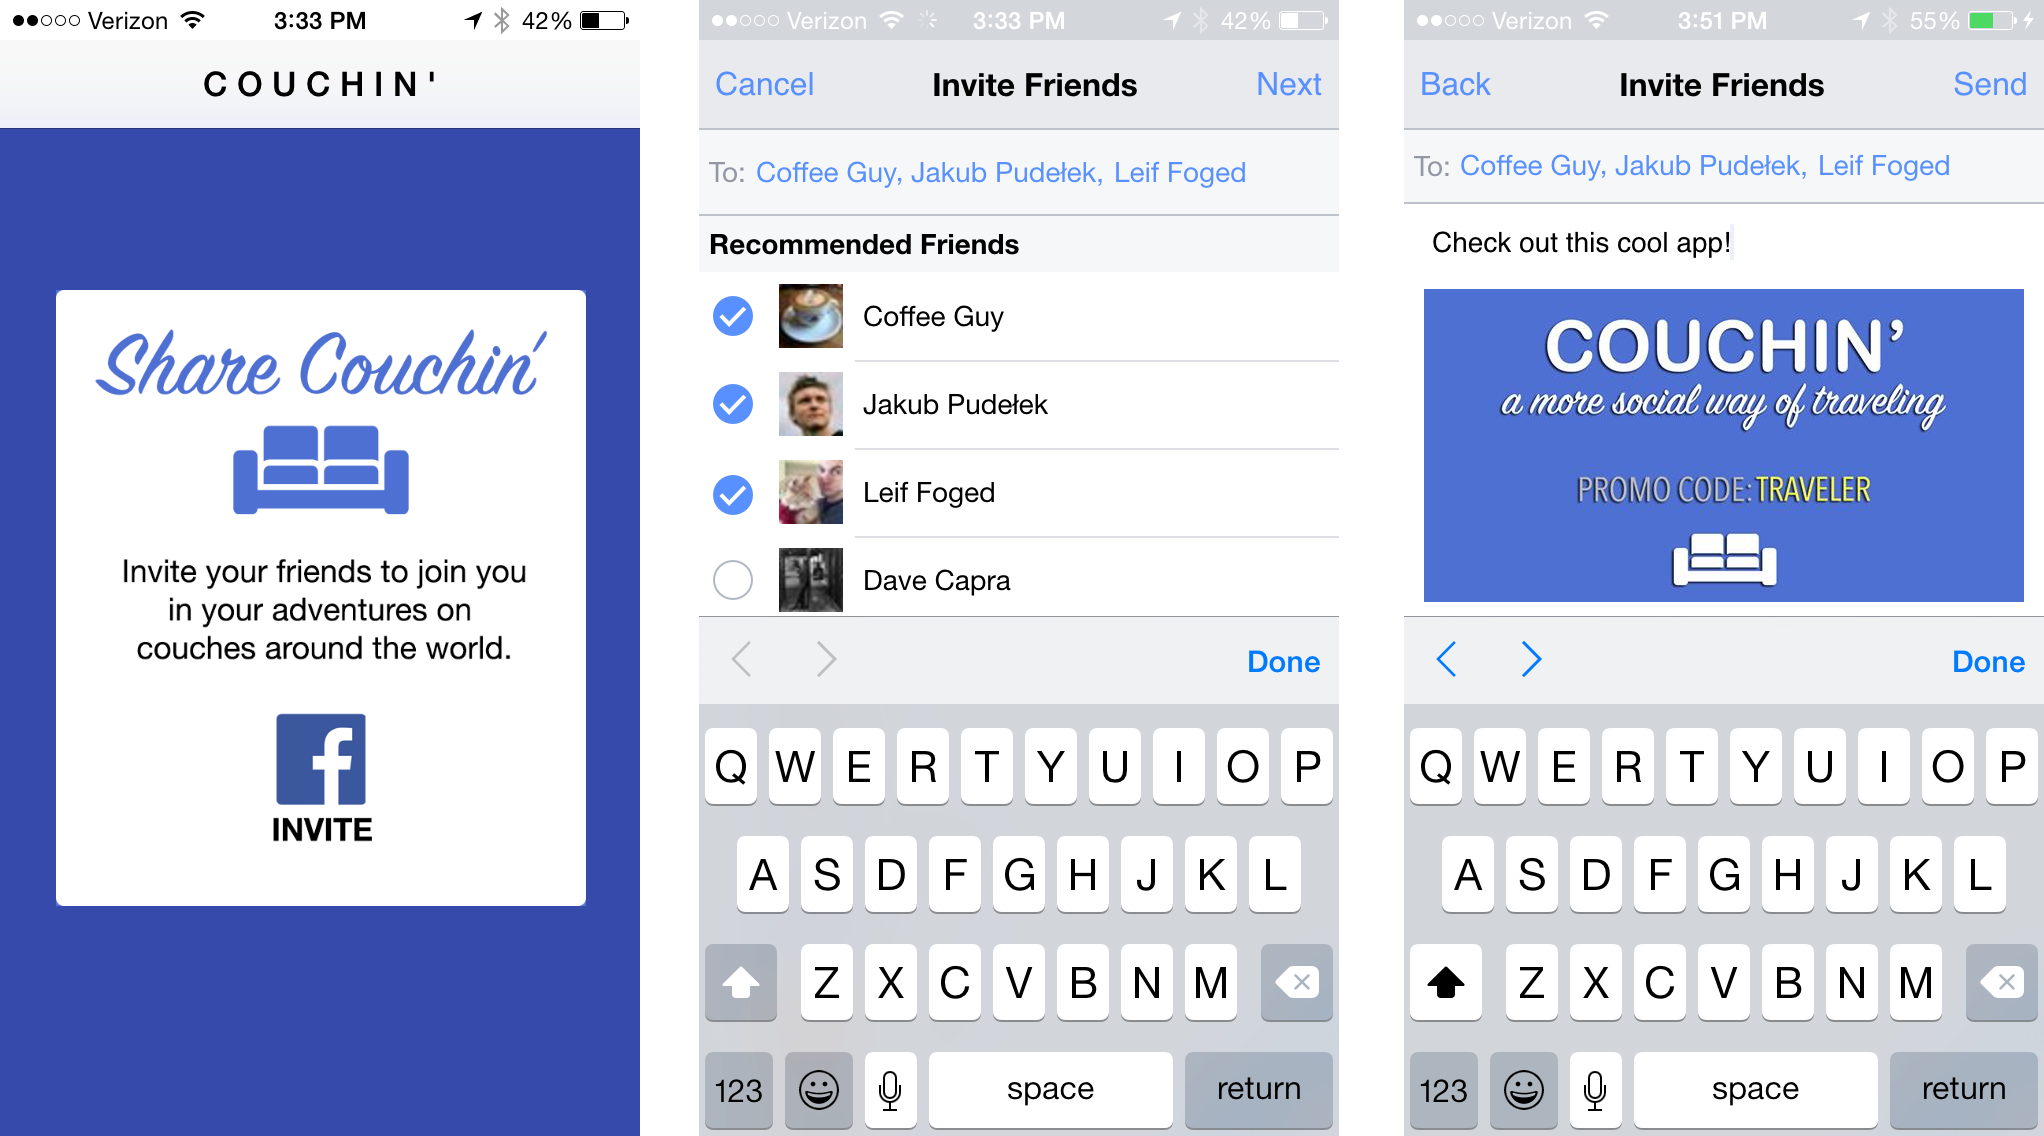 Verizon 3:33 PM 42%
COUCHIN'
Share Couchin'
Invite your friends to join you
in your adventures on
couches around the world.
f
INVITE
Verizon 3:33 PM 42%
Cancel Invite Friends Next
To: Coffee Guy, Jakub Pudełek, Leif Foged
Recommended Friends
Coffee Guy
Jakub Pudełek
Leif Foged
Dave Capra
Done
Q W E R T Y U I O P
A S D F G H J K L
Z X C V B N M
123 space return
Verizon 3:51 PM 55%
Back Invite Friends Send
To: Coffee Guy, Jakub Pudełek, Leif Foged
Check out this cool app!
COUCHIN'
a more social way of traveling
PROMO CODE: TRAVELER
Done
Q W E R T Y U I O P
A S D F G H J K L
Z X C V B N M
123 space return